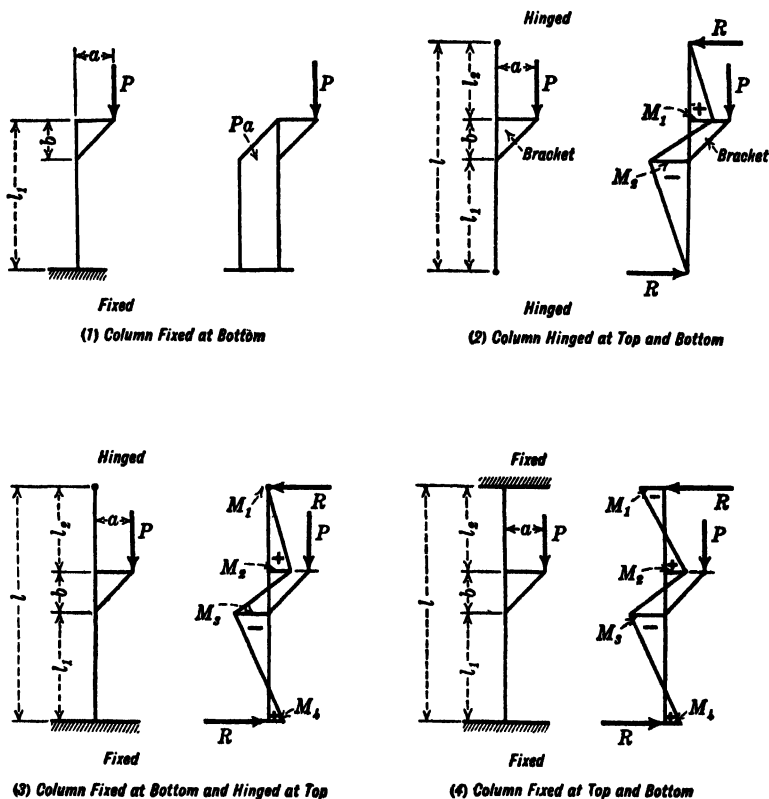 a
P
b
l₁
Pa
P
Fixed
(1) Column Fixed at Bottom
Hinged
l₂
a
P
b
Bracket
l
l₁
R
M₁
+
P
Bracket
M₂
−
R
Hinged
(2) Column Hinged at Top and Bottom
Hinged
l₂
a
P
b
l
l₁
M₁
R
P
M₂
+
M₃
−
M₄
+
R
Fixed
(3) Column Fixed at Bottom and Hinged at Top
Fixed
l₂
a
P
b
l
l₁
M₁
−
R
P
M₂
+
M₃
−
M₄
+
R
Fixed
(4) Column Fixed at Top and Bottom